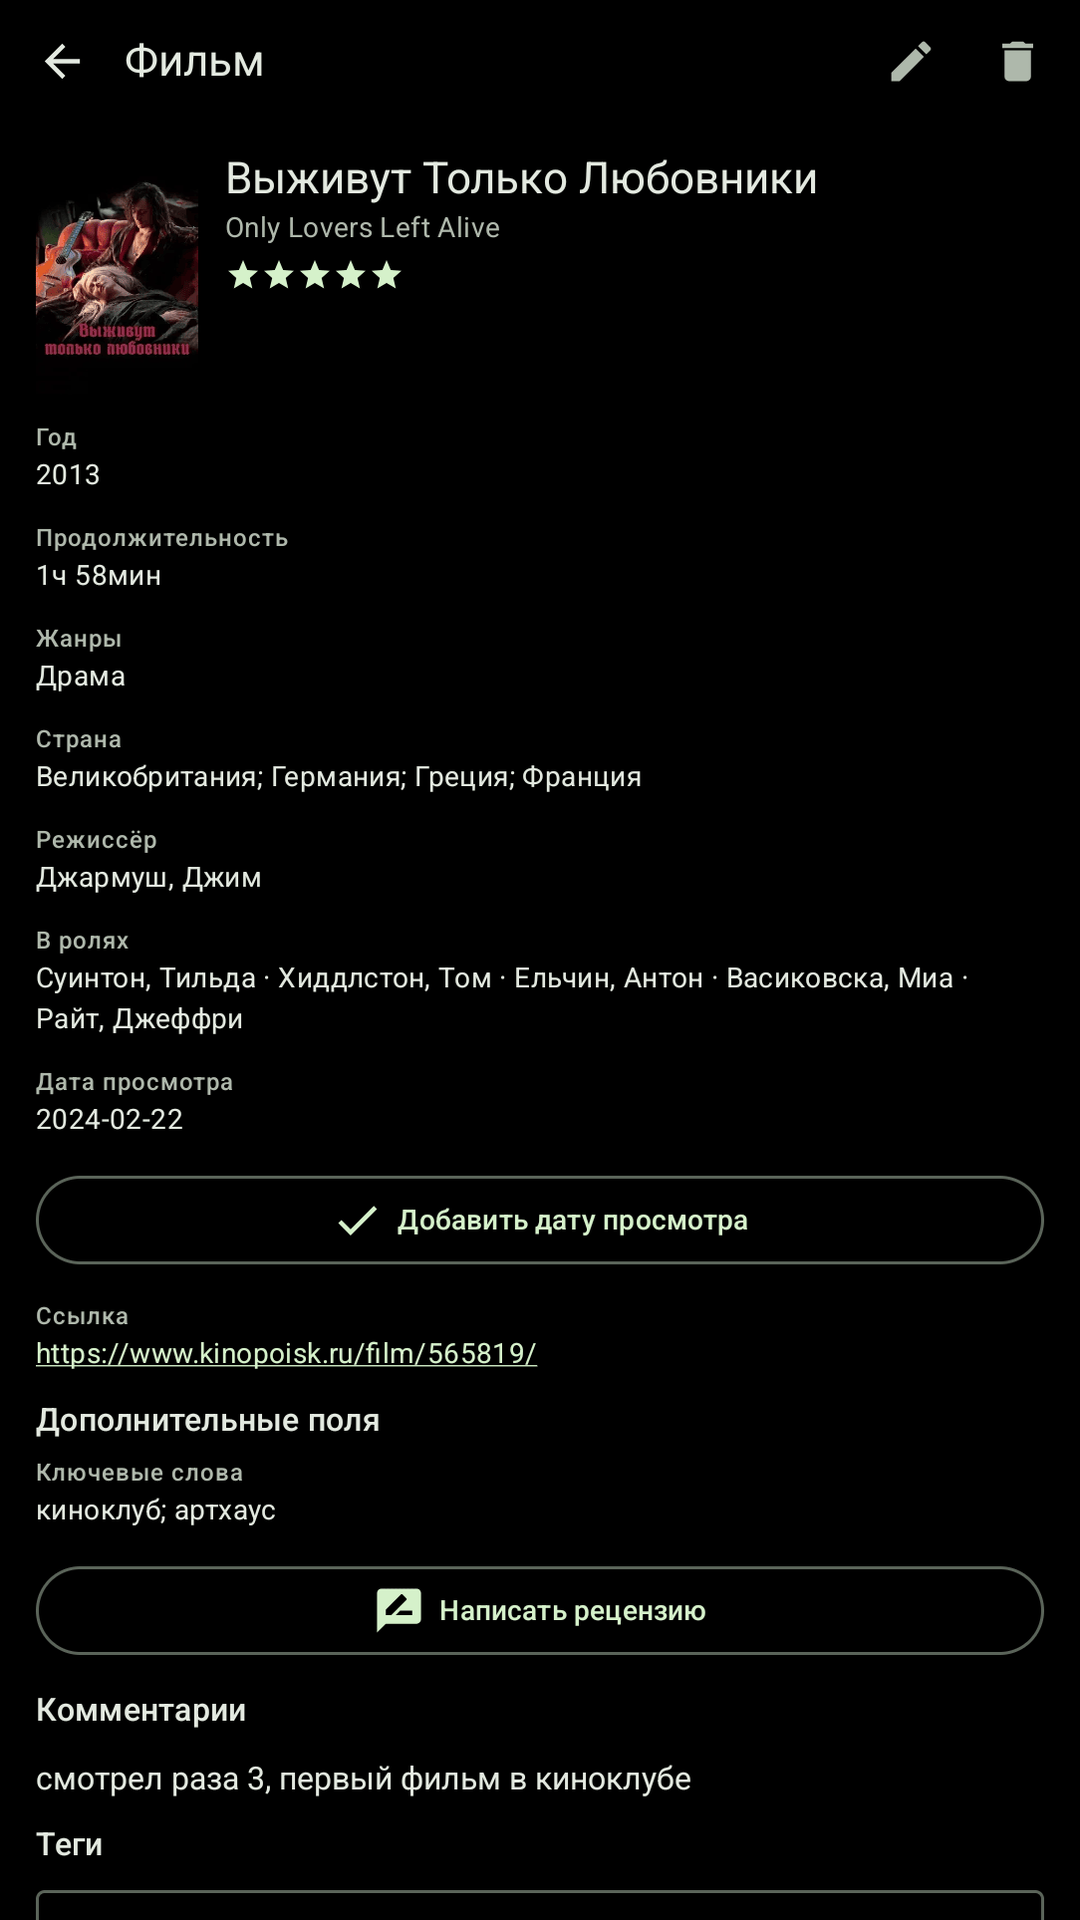 Фильм
Выживут Только Любовники
Only Lovers Left Alive
Выживут
только любовники
Год
2013
Продолжительность
1ч 58мин
Жанры
Драма
Страна
Великобритания; Германия; Греция; Франция
Режиссёр
Джармуш, Джим
В ролях
Суинтон, Тильда · Хиддлстон, Том · Ельчин, Антон · Васиковска, Миа ·
Райт, Джеффри
Дата просмотра
2024-02-22
Добавить дату просмотра
Ссылка
https://www.kinopoisk.ru/film/565819/
Дополнительные поля
Ключевые слова
киноклуб; артхаус
Написать рецензию
Комментарии
смотрел раза 3, первый фильм в киноклубе
Теги